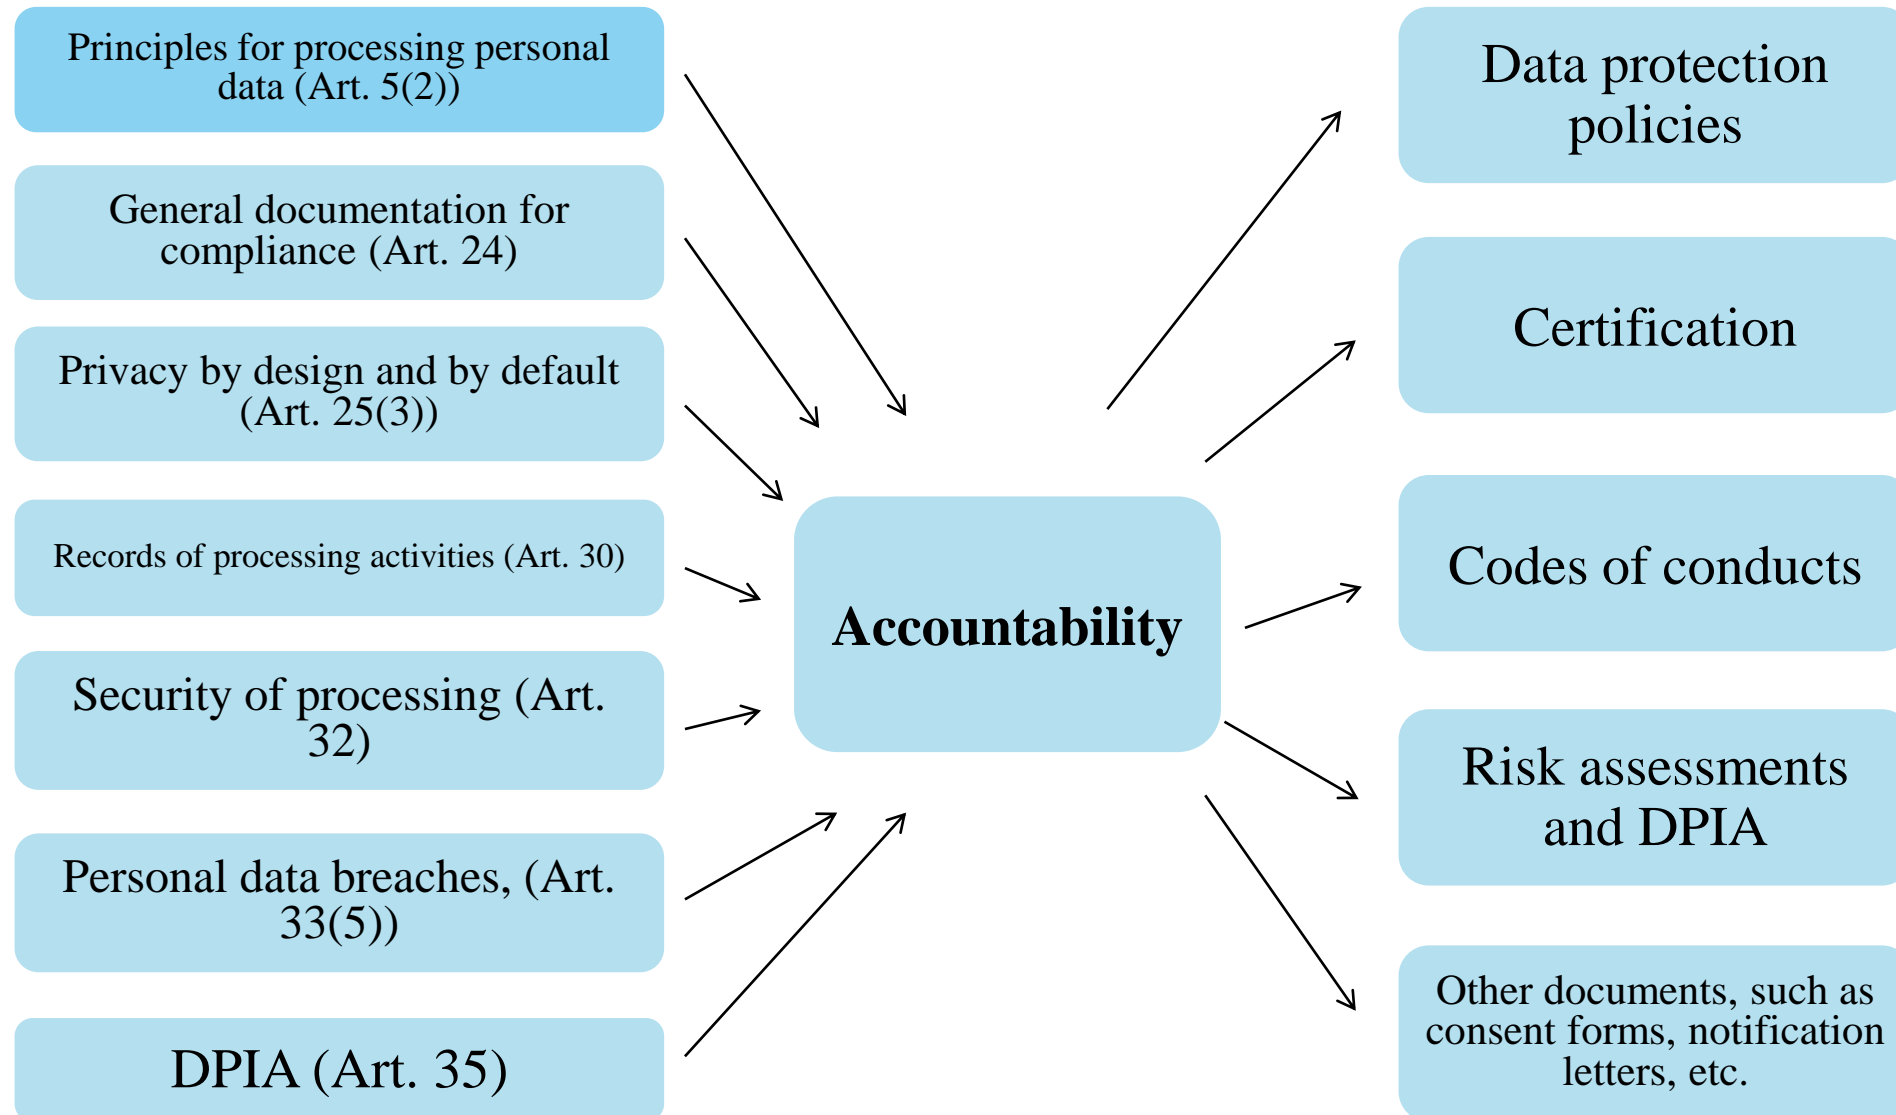 Principles for processing personal
data (Art. 5(2))
General documentation for
compliance (Art. 24)
Privacy by design and by default
(Art. 25(3))
Records of processing activities (Art. 30)
Security of processing (Art.
32)
Personal data breaches, (Art.
33(5))
DPIA (Art. 35)
Accountability
Data protection
policies
Certification
Codes of conducts
Risk assessments
and DPIA
Other documents, such as
consent forms, notification
letters, etc.